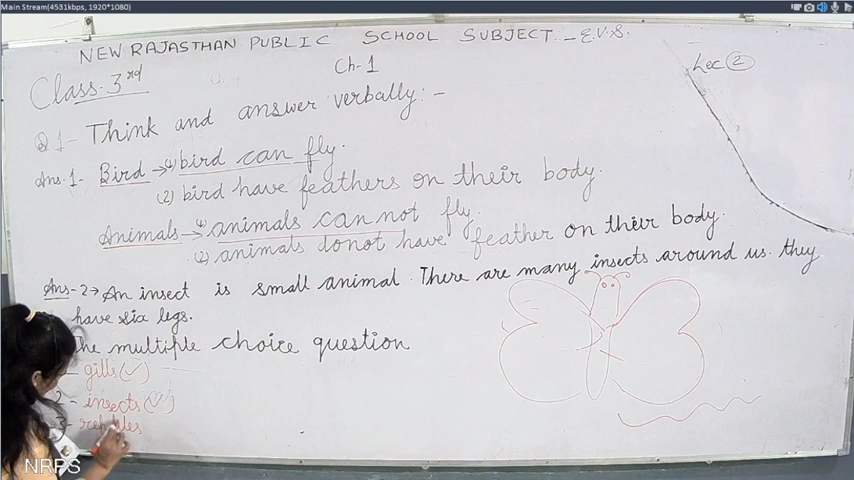 Main Stream(4531kbps, 1920*1080)
NEW RAJASTHAN PUBLIC SCHOOL SUBJECT - E.V.S.
Class-3rd Ch-1 Lec ②
Q1- Think and answer verbally:-
Ans.1- Bird → (1) bird can fly.
(2) bird have feathers on their body.
Animals → (1) animals can not fly.
(2) animals donot have feather on their body.
Ans-2→ An insect is small animal. There are many insects around us. they
have six legs.
the multiple choice question
- gills (✓)
2 - insects (✓)
3- reptiles
NRPS